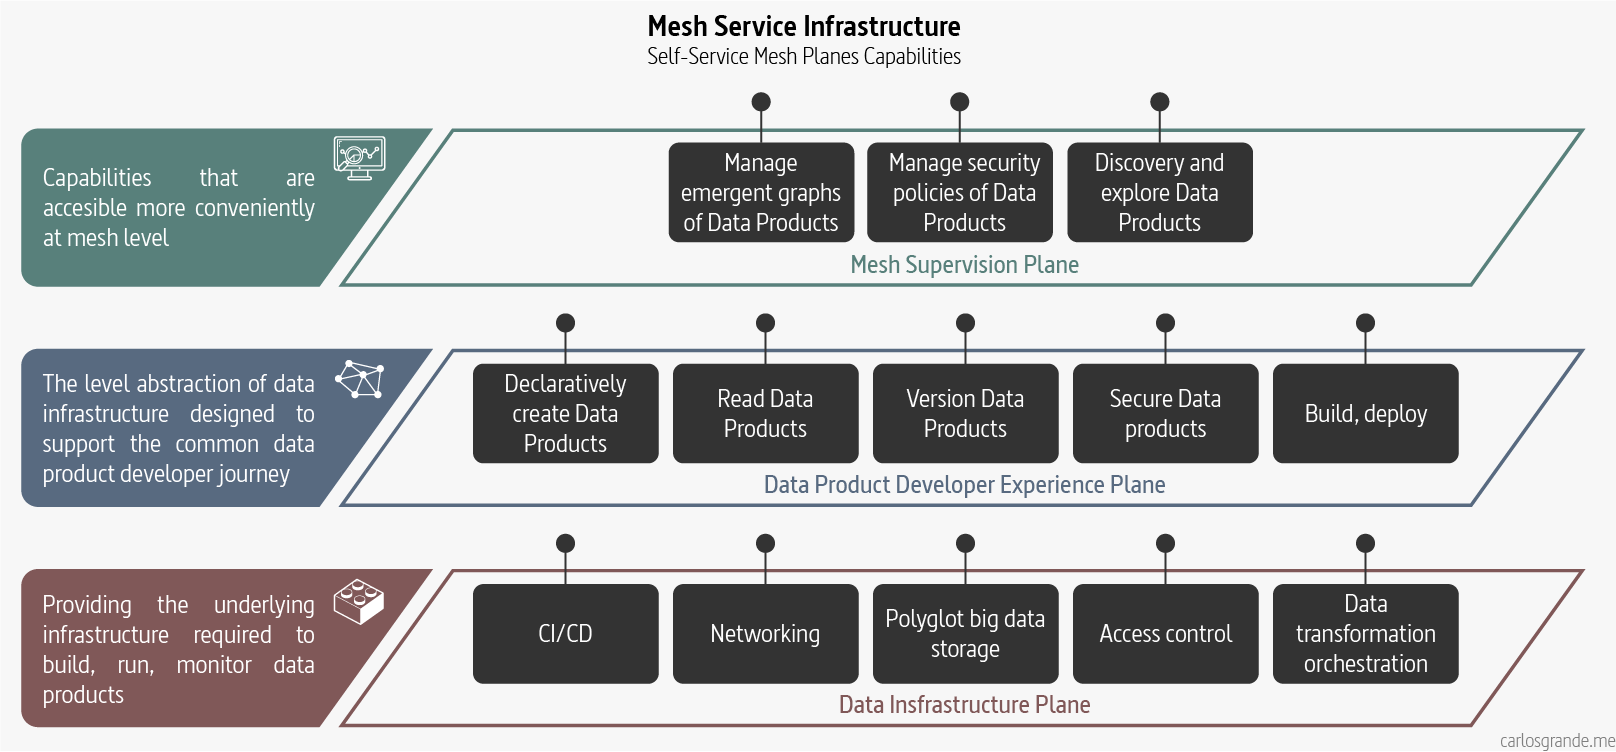 Mesh Service Infrastructure
Self-Service Mesh Planes Capabilities
Capabilities that are
accesible more conveniently
at mesh level
Manage
emergent graphs
of Data Products
Manage security
policies of Data
Products
Discovery and
explore Data
Products
Mesh Supervision Plane
The level abstraction of data
infrastructure designed to
support the common data
product developer journey
Declaratively
create Data
Products
Read Data
Products
Version Data
Products
Secure Data
products
Build, deploy
Data Product Developer Experience Plane
Providing the underlying
infrastructure required to
build, run, monitor data
products
CI/CD
Networking
Polyglot big data
storage
Access control
Data
transformation
orchestration
Data Insfrastructure Plane
carlosgrande.me